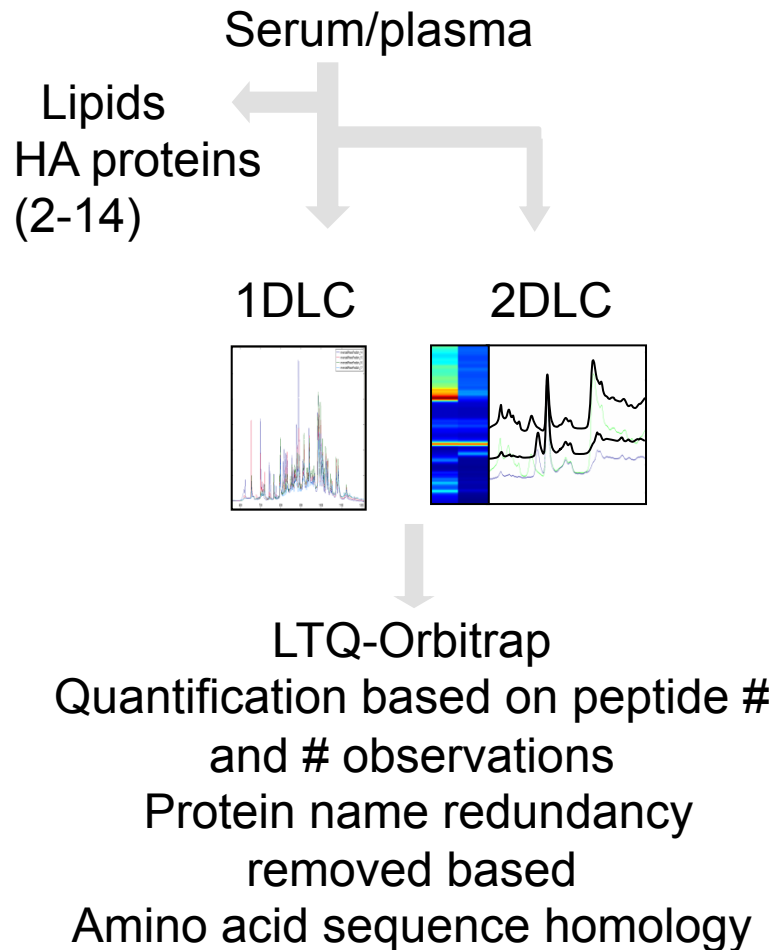 Serum/plasma
Lipids
HA proteins
(2-14)
1DLC
2DLC
LTQ-Orbitrap
Quantification based on peptide #
and # observations
Protein name redundancy
removed based
Amino acid sequence homology